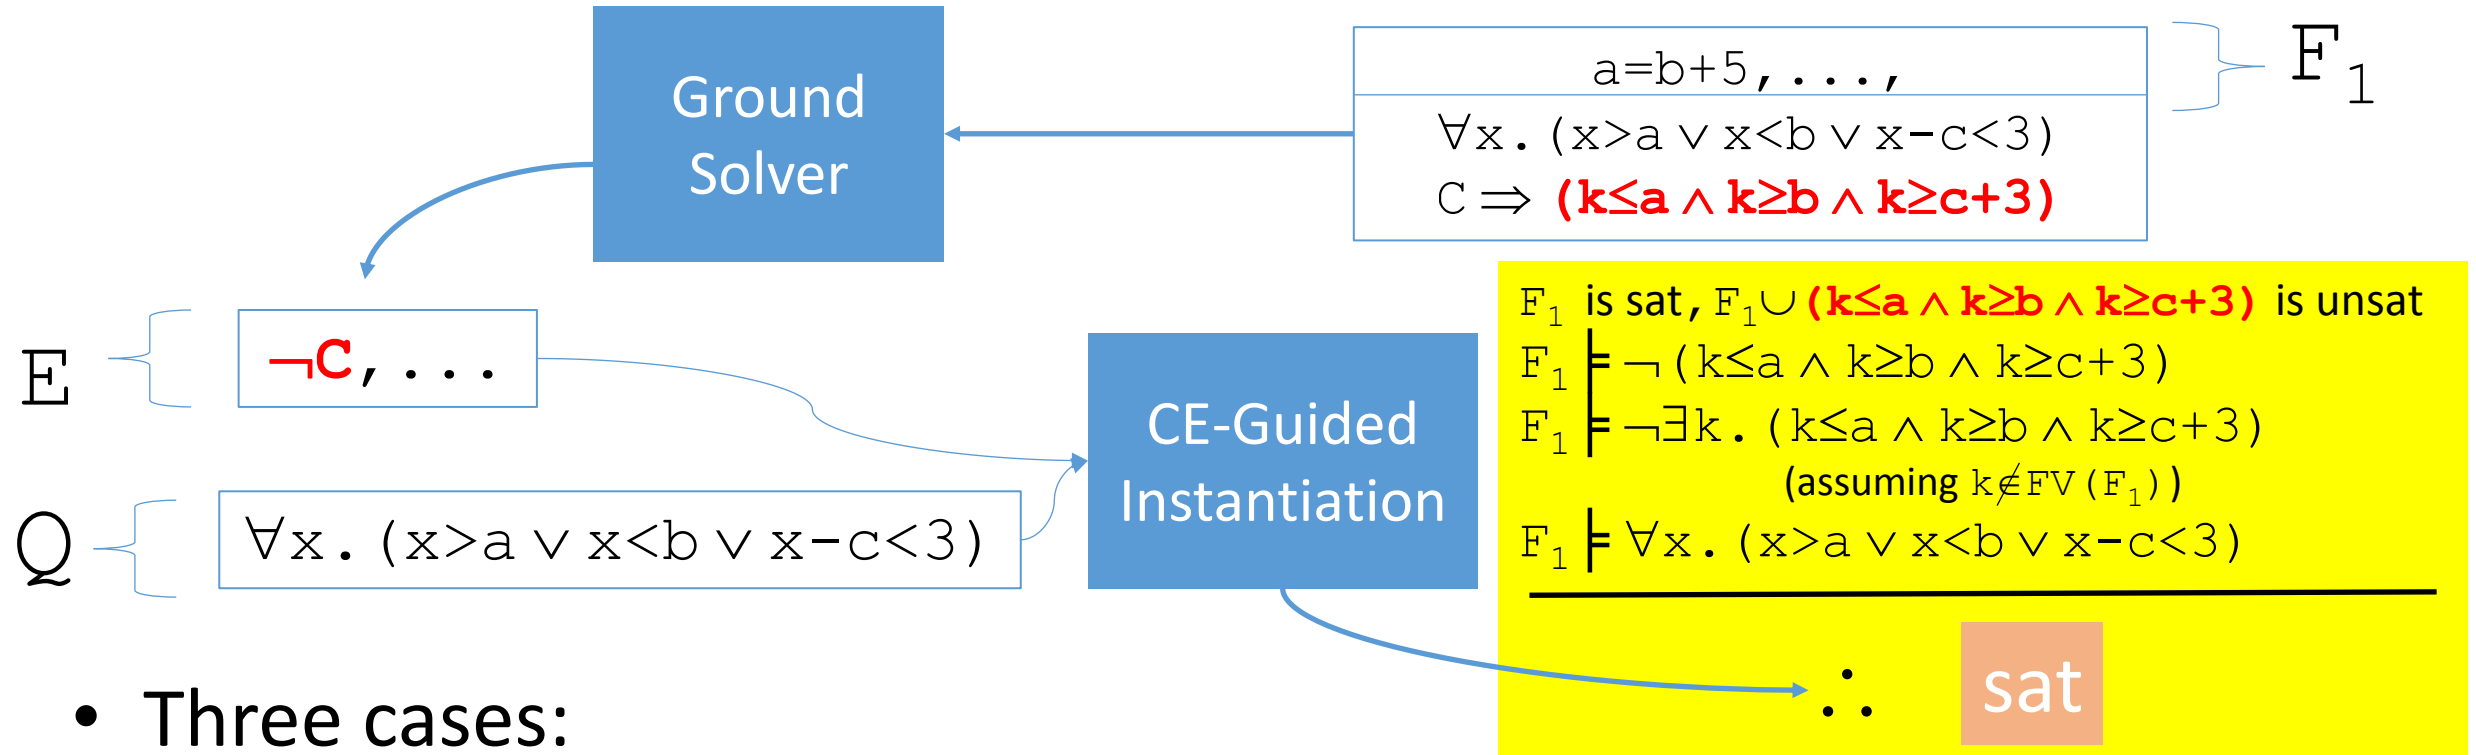 Ground
Solver
a=b+5,...,
∀x.(x>a ∨ x<b ∨ x-c<3)
C ⇒ (k≤a ∧ k≥b ∧ k≥c+3)
F₁
E
¬C,...
Q
∀x.(x>a ∨ x<b ∨ x-c<3)
CE-Guided
Instantiation
F₁ is sat, F₁∪(k≤a ∧ k≥b ∧ k≥c+3) is unsat
F₁ ⊨ ¬(k≤a ∧ k≥b ∧ k≥c+3)
F₁ ⊨ ¬∃k.(k≤a ∧ k≥b ∧ k≥c+3)
(assuming k∉FV(F₁))
F₁ ⊨ ∀x.(x>a ∨ x<b ∨ x-c<3)
∴ sat
• Three cases: